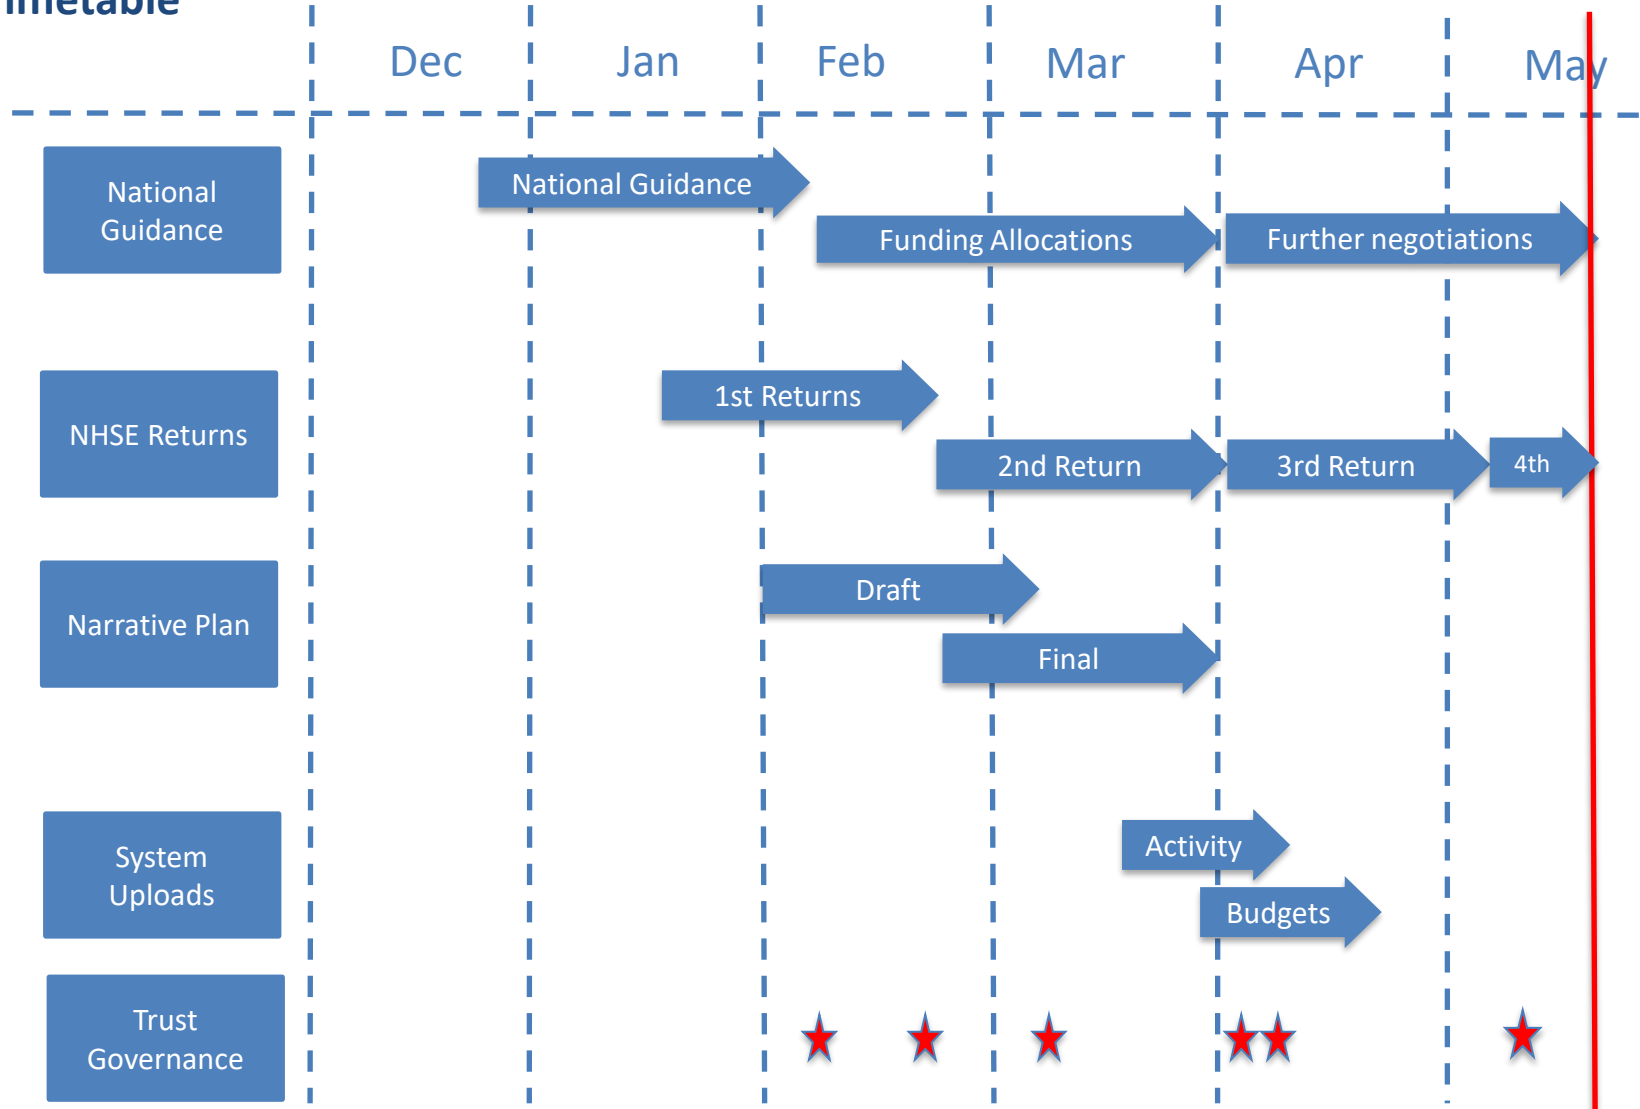 imetable
Dec Jan Feb Mar Apr May
National
Guidance
National Guidance
Funding Allocations
Further negotiations
NHSE Returns
1st Returns
2nd Return
3rd Return
4th
Narrative Plan
Draft
Final
System
Uploads
Activity
Budgets
Trust
Governance